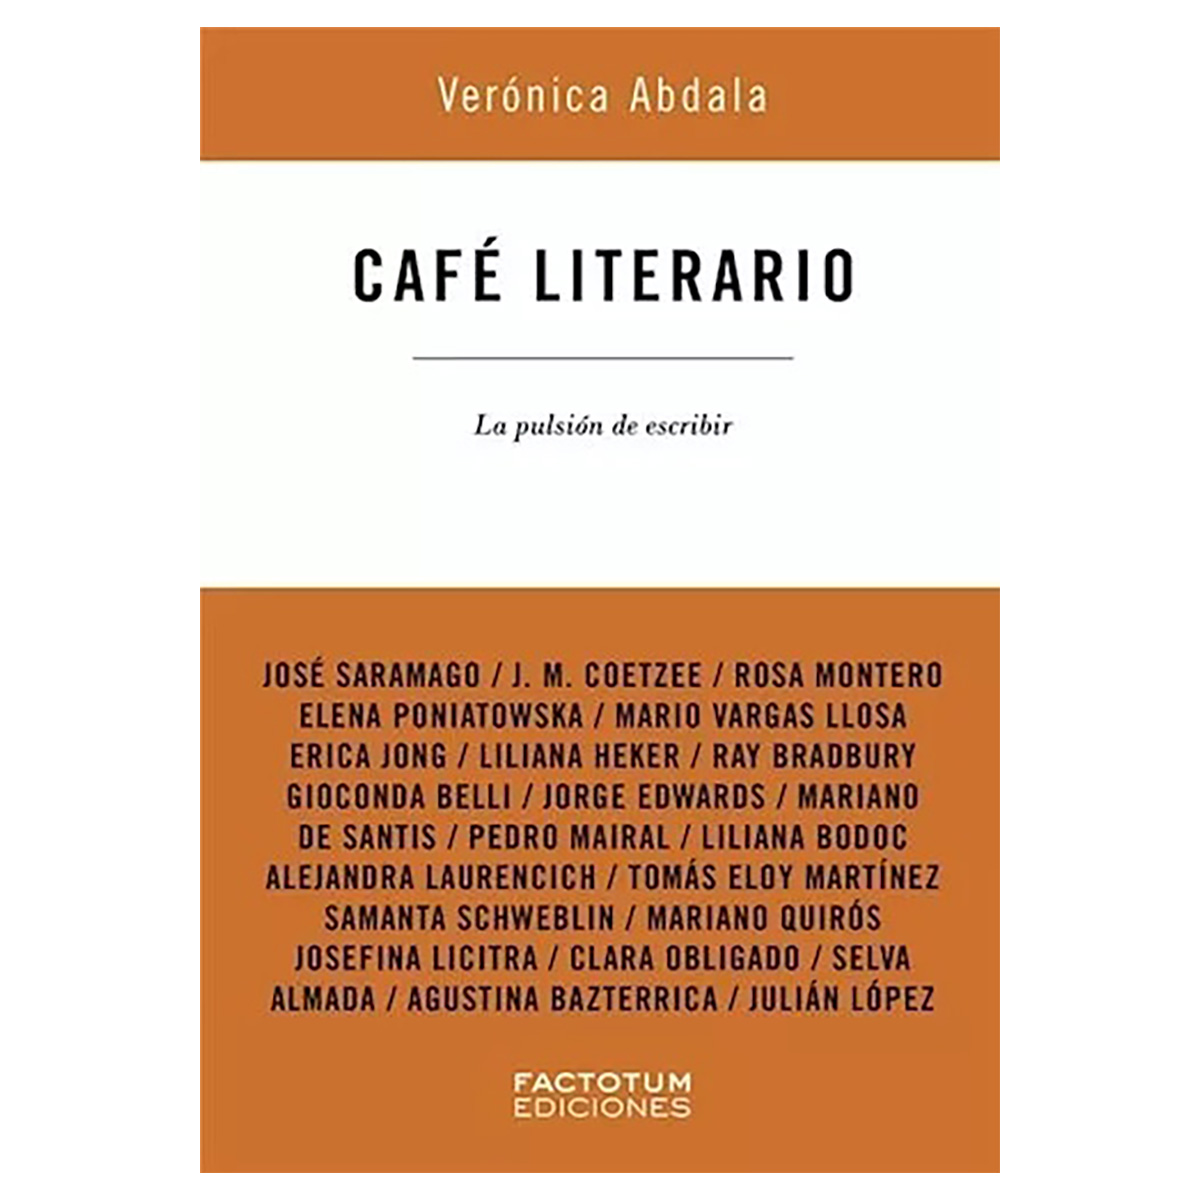 Verónica Abdala
CAFÉ LITERARIO
La pulsión de escribir
JOSÉ SARAMAGO / J. M. COETZEE / ROSA MONTERO
ELENA PONIATOWSKA / MARIO VARGAS LLOSA
ERICA JONG / LILIANA HEKER / RAY BRADBURY
GIOCONDA BELLI / JORGE EDWARDS / MARIANO
DE SANTIS / PEDRO MAIRAL / LILIANA BODOC
ALEJANDRA LAURENCICH / TOMÁS ELOY MARTÍNEZ
SAMANTA SCHWEBLIN / MARIANO QUIRÓS
JOSEFINA LICITRA / CLARA OBLIGADO / SELVA
ALMADA / AGUSTINA BAZTERRICA / JULIÁN LÓPEZ
FACTOTUM
EDICIONES